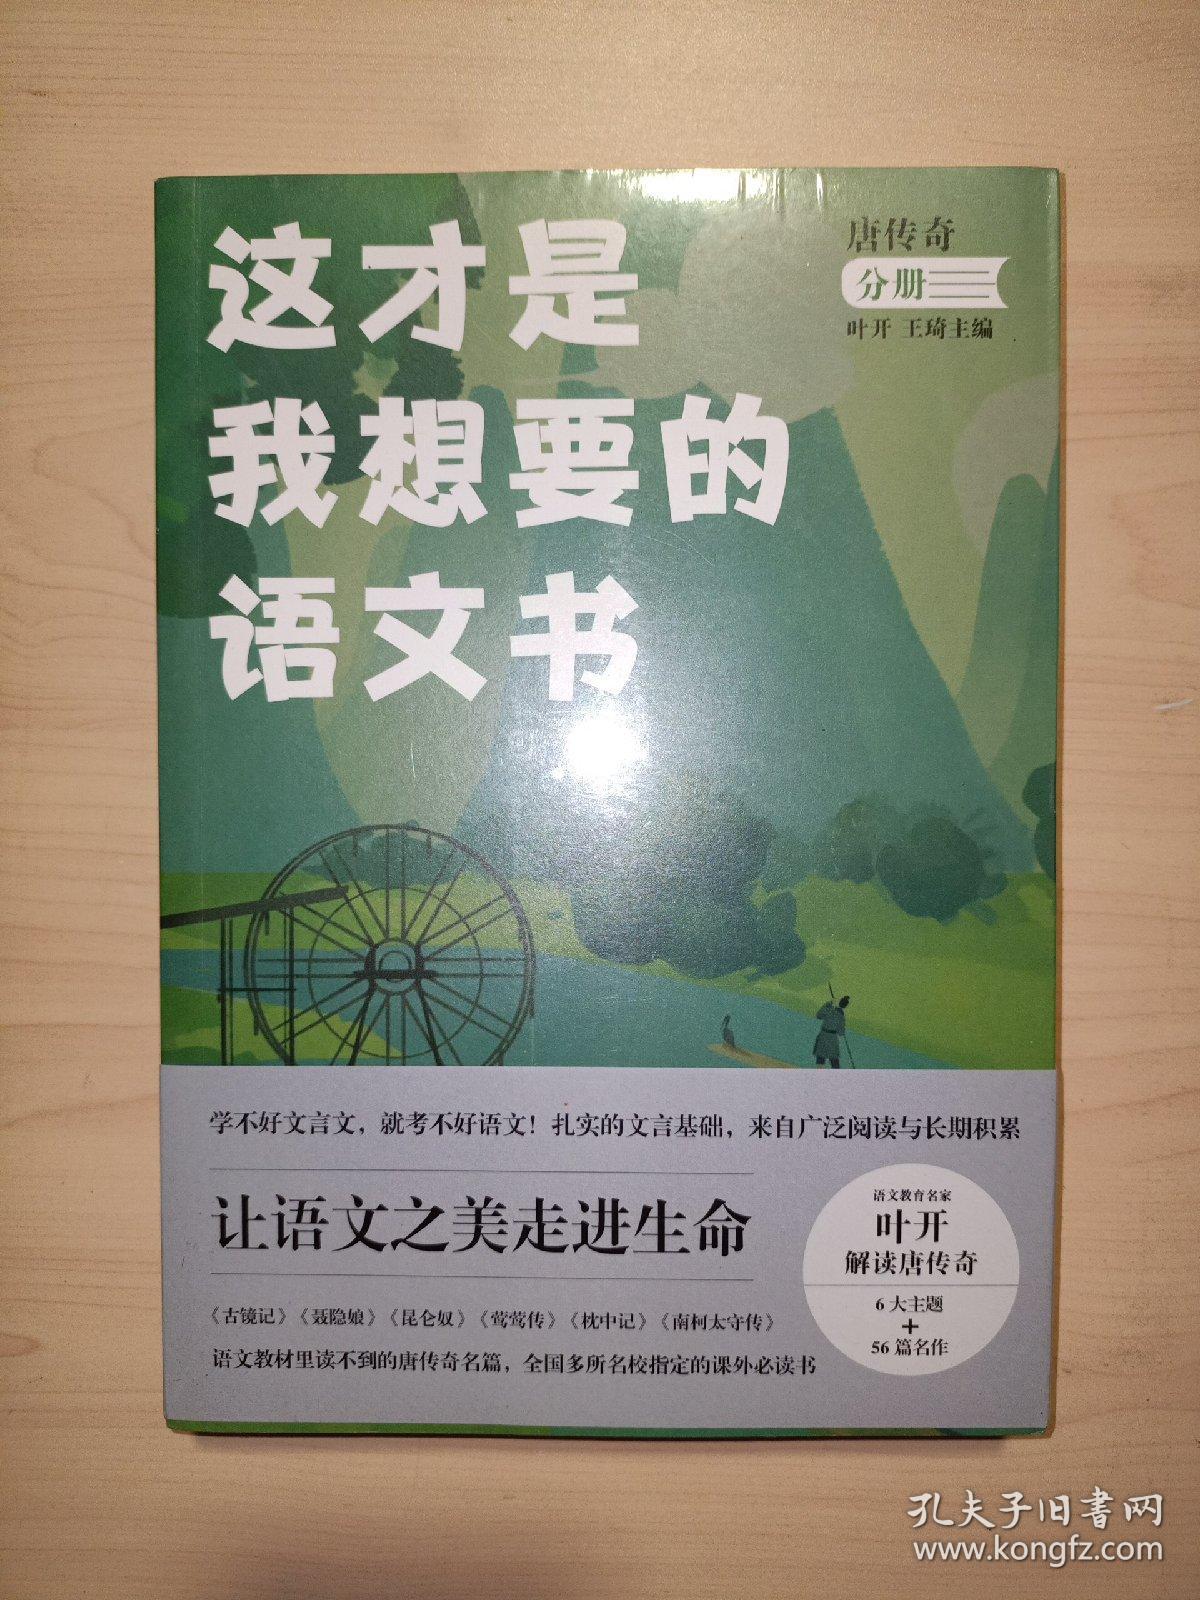 这才是
我想要的
语文书
唐传奇
分册
叶开 王琦主编
学不好文言文，就考不好语文！扎实的文言基础，来自广泛阅读与长期积累
让语文之美走进生命
《古镜记》《聂隐娘》《昆仑奴》《莺莺传》《枕中记》《南柯太守传》
语文教材里读不到的唐传奇名篇，全国多所名校指定的课外必读书
语文教育名家
叶开
解读唐传奇
6大主题
+
56篇名作
孔夫子旧书网
www.kongfz.com